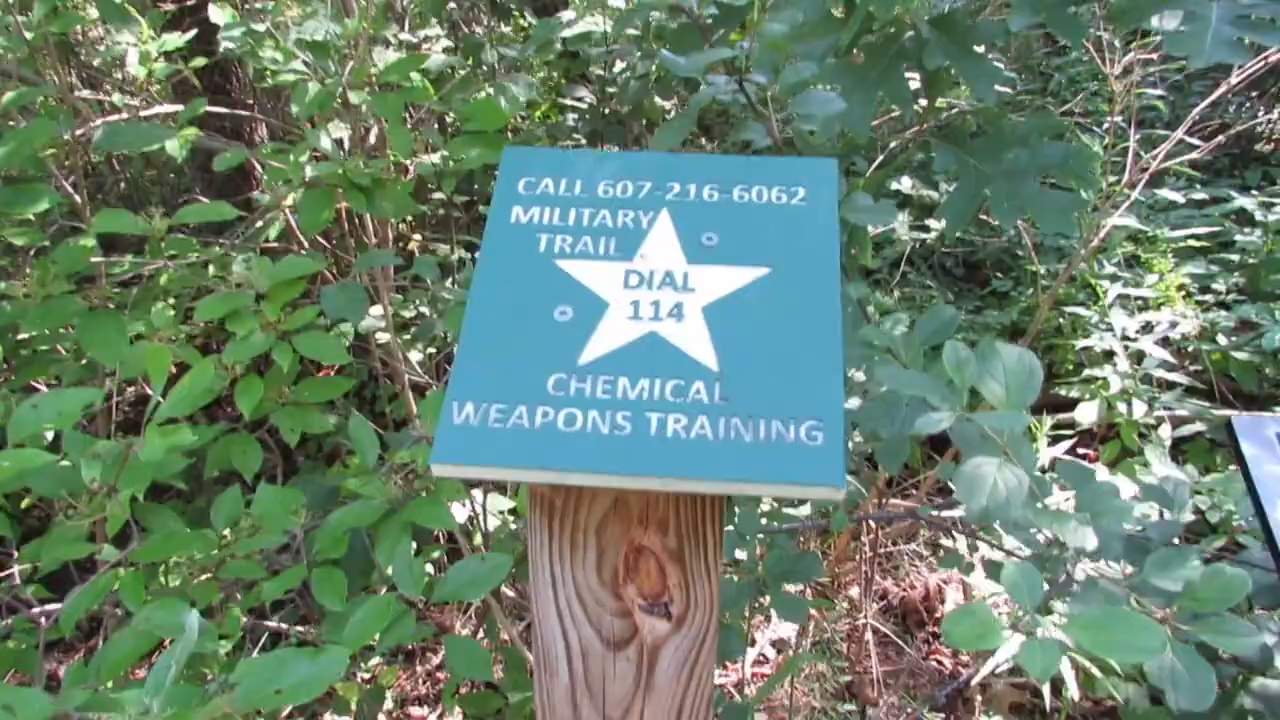 CALL 607-216-6062
MILITARY
TRAIL
DIAL
114
CHEMICAL
WEAPONS TRAINING